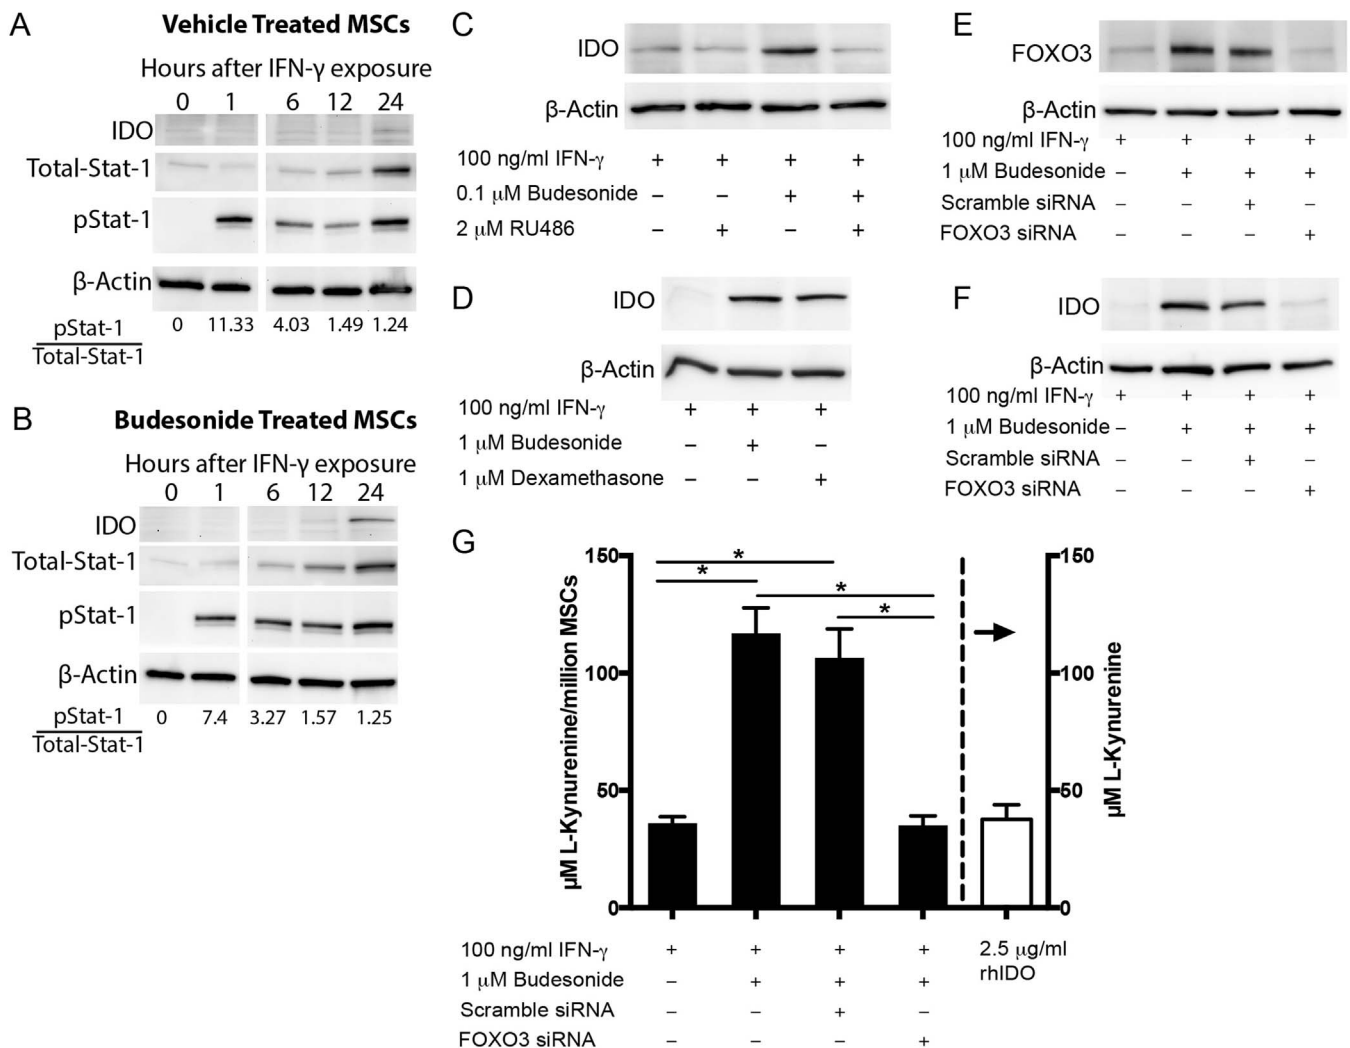 A
Vehicle Treated MSCs
Hours after IFN-γ exposure
0 1 6 12 24
IDO
Total-Stat-1
pStat-1
β-Actin
pStat-1 0 11.33 4.03 1.49 1.24
Total-Stat-1
B
Budesonide Treated MSCs
Hours after IFN-γ exposure
0 1 6 12 24
IDO
Total-Stat-1
pStat-1
β-Actin
pStat-1 0 7.4 3.27 1.57 1.25
Total-Stat-1
C
IDO
β-Actin
100 ng/ml IFN-γ + + + +
0.1 μM Budesonide – – + +
2 μM RU486 – + – +
D
IDO
β-Actin
100 ng/ml IFN-γ + + +
1 μM Budesonide – + –
1 μM Dexamethasone – – +
E
FOXO3
β-Actin
100 ng/ml IFN-γ + + + +
1 μM Budesonide – + + +
Scramble siRNA – – + –
FOXO3 siRNA – – – +
F
IDO
β-Actin
100 ng/ml IFN-γ + + + +
1 μM Budesonide – + + +
Scramble siRNA – – + –
FOXO3 siRNA – – – +
G
μM L-Kynurenine/million MSCs
150
100
50
0
* 
*
*
*
150
100
50
0
μM L-Kynurenine
100 ng/ml IFN-γ + + + +
1 μM Budesonide – + + +
Scramble siRNA – – + –
FOXO3 siRNA – – – +
2.5 μg/ml
rhIDO